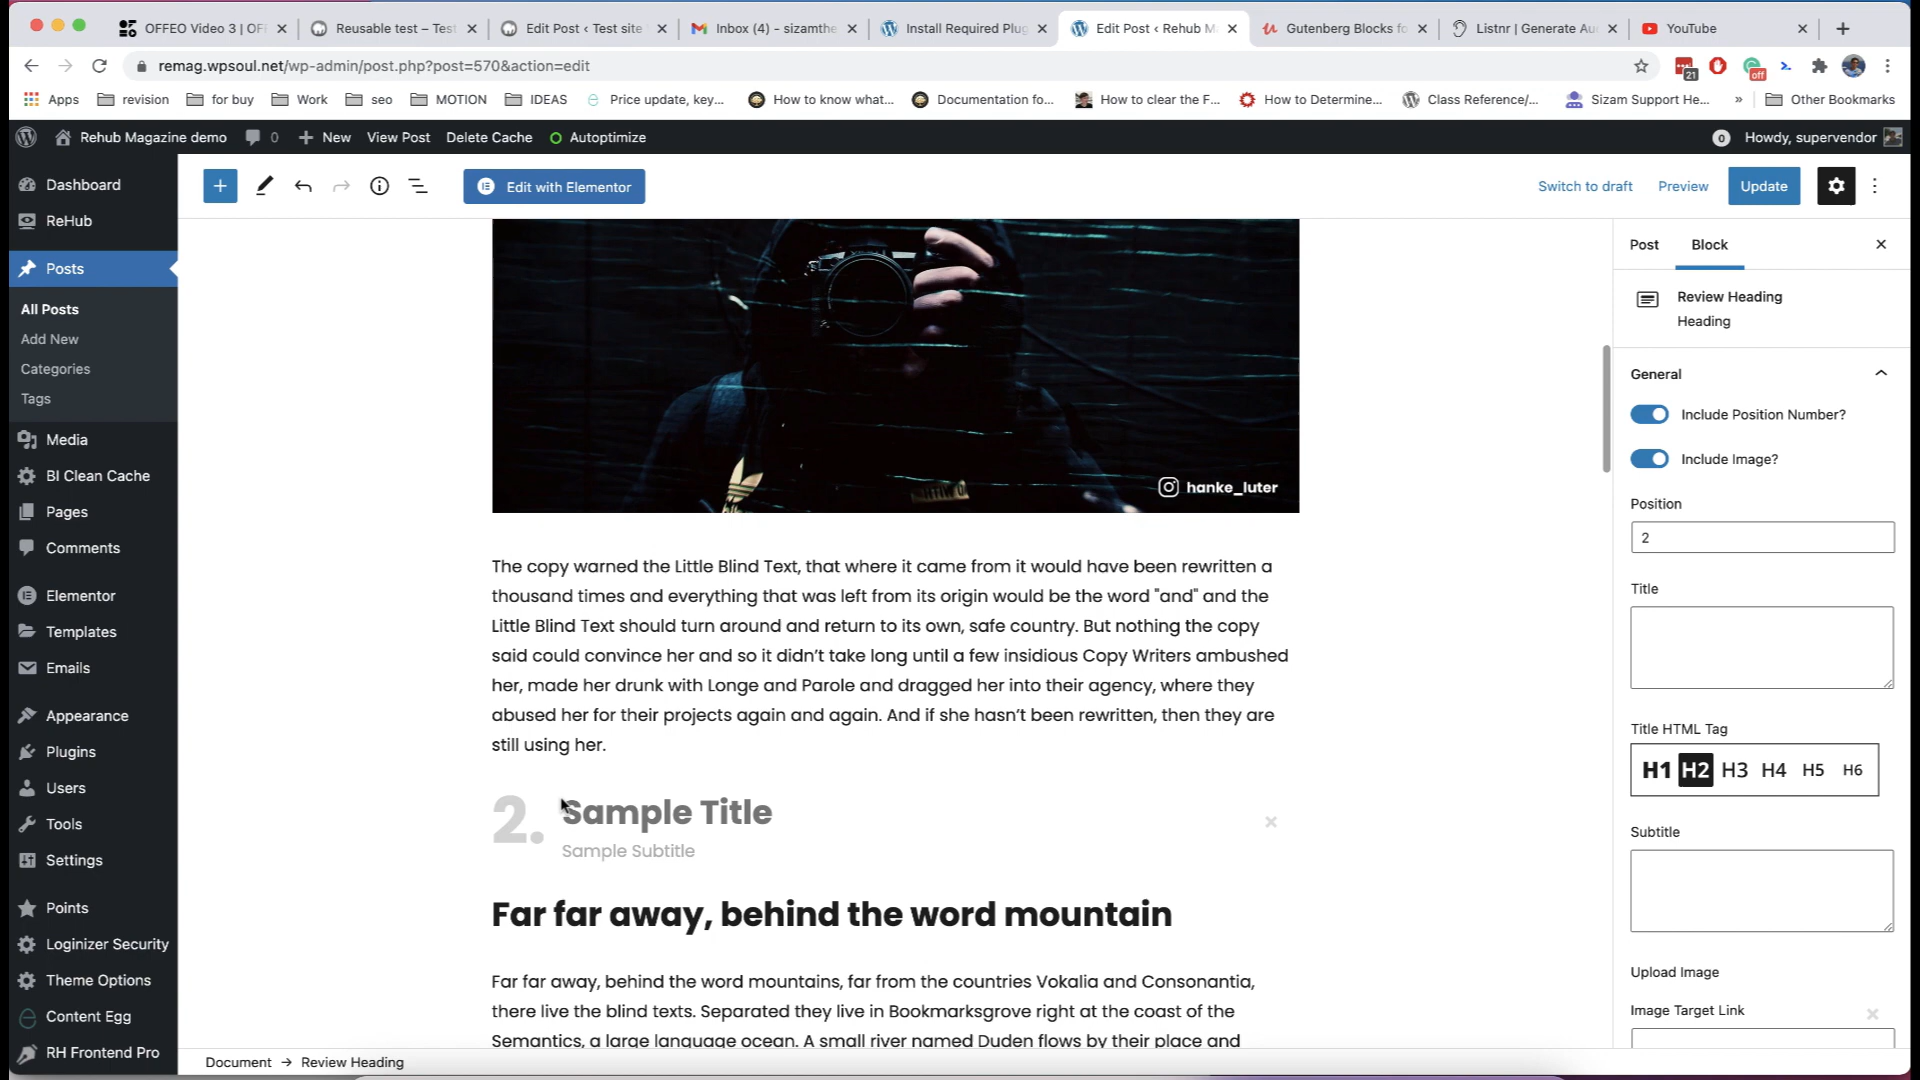 OFFEO Video 3 | OF
Reusable test – Tes
Edit Post ‹ Test site
Inbox (4) - sizamthe
Install Required Plug
Edit Post ‹ Rehub M
Gutenberg Blocks fo
Listnr | Generate Au
YouTube
remag.wpsoul.net/wp-admin/post.php?post=570&action=edit
21
off
Apps
revision
for buy
Work
seo
MOTION
IDEAS
Price update, key...
How to know what...
Documentation fo...
How to clear the F...
How to Determine...
Class Reference/...
Sizam Support He...
»
Other Bookmarks
Rehub Magazine demo
0
New
View Post
Delete Cache
Autoptimize
0
Howdy, supervendor
Dashboard
ReHub
Posts
All Posts
Add New
Categories
Tags
Media
BI Clean Cache
Pages
Comments
Elementor
Templates
Emails
Appearance
Plugins
Users
Tools
Settings
Points
Loginizer Security
Theme Options
Content Egg
RH Frontend Pro
Edit with Elementor
Switch to draft
Preview
Update
hanke_luter
The copy warned the Little Blind Text, that where it came from it would have been rewritten a
thousand times and everything that was left from its origin would be the word "and" and the
Little Blind Text should turn around and return to its own, safe country. But nothing the copy
said could convince her and so it didn't take long until a few insidious Copy Writers ambushed
her, made her drunk with Longe and Parole and dragged her into their agency, where they
abused her for their projects again and again. And if she hasn't been rewritten, then they are
still using her.
2.
Sample Title
Sample Subtitle
Far far away, behind the word mountain
Far far away, behind the word mountains, far from the countries Vokalia and Consonantia,
there live the blind texts. Separated they live in Bookmarksgrove right at the coast of the
Semantics, a large language ocean. A small river named Duden flows by their place and
Document → Review Heading
Post
Block
Review Heading
Heading
General
Include Position Number?
Include Image?
Position
2
Title
Title HTML Tag
H1 H2 H3 H4 H5 H6
Subtitle
Upload Image
Image Target Link